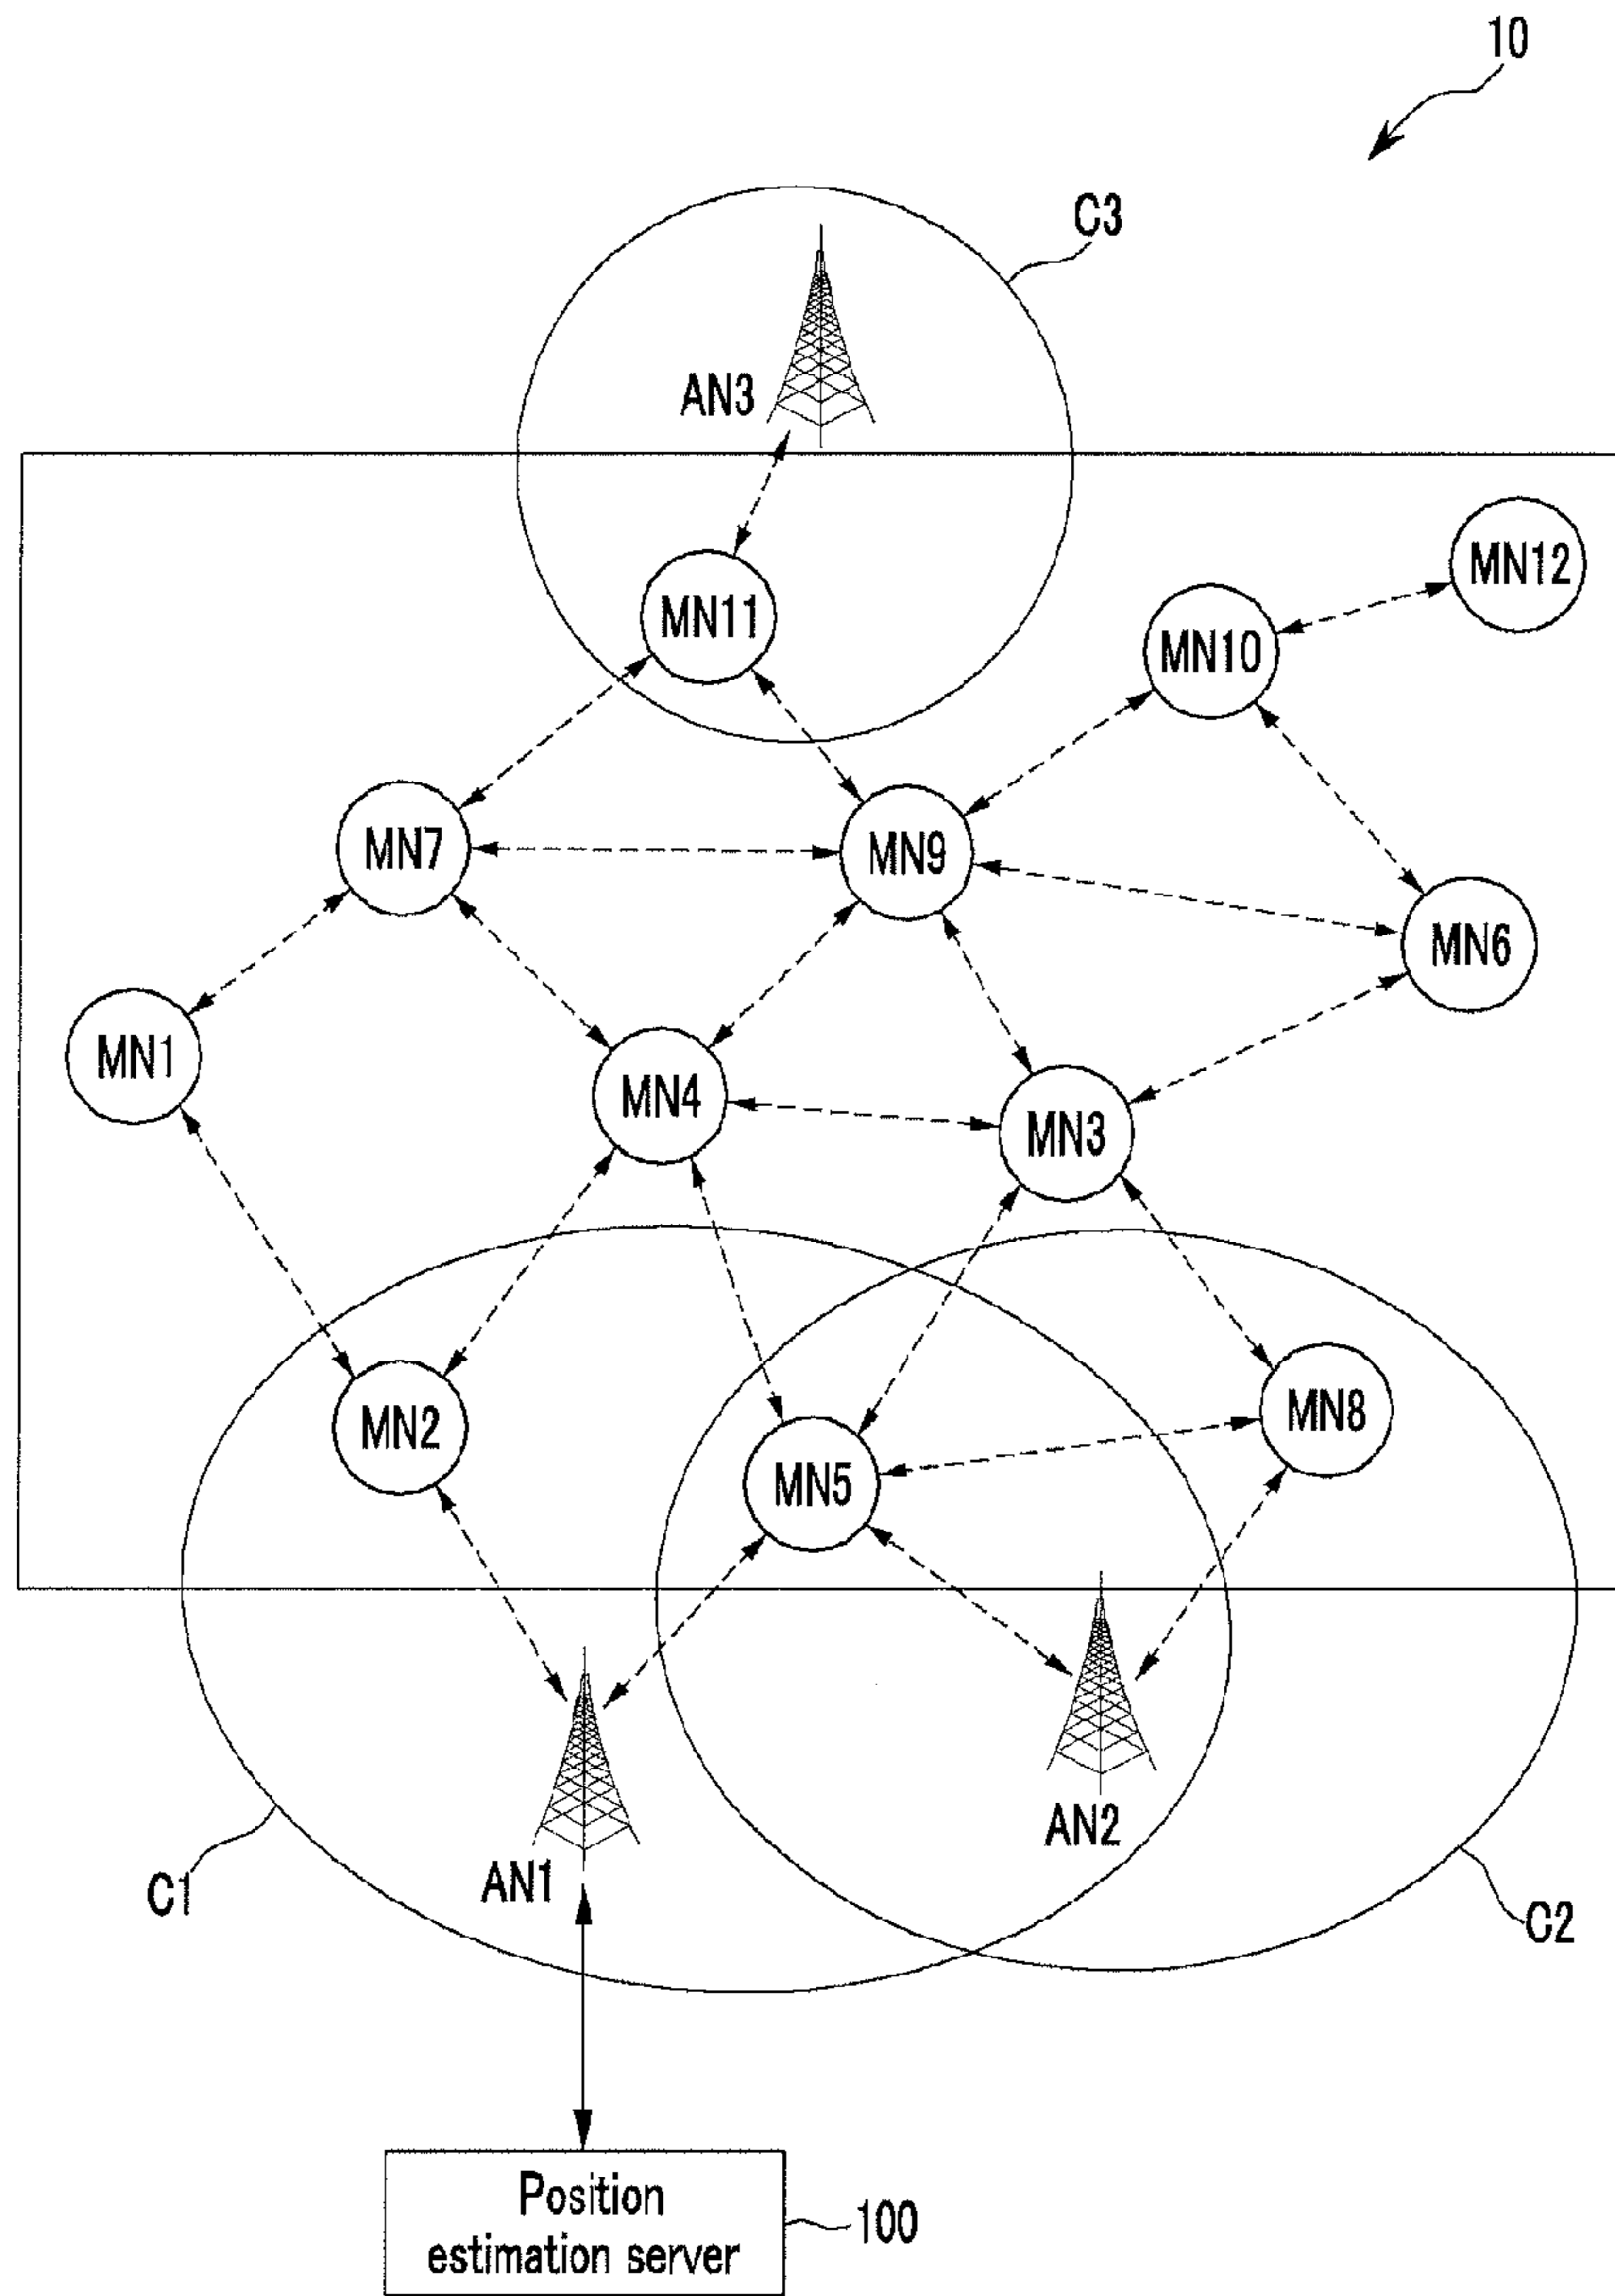 10
C3
AN3
MN12
MN11
MN10
MN7
MN9
MN6
MN1
MN4
MN3
MN8
MN2
MN5
AN2
AN1
C1
C2
Position
estimation server
100